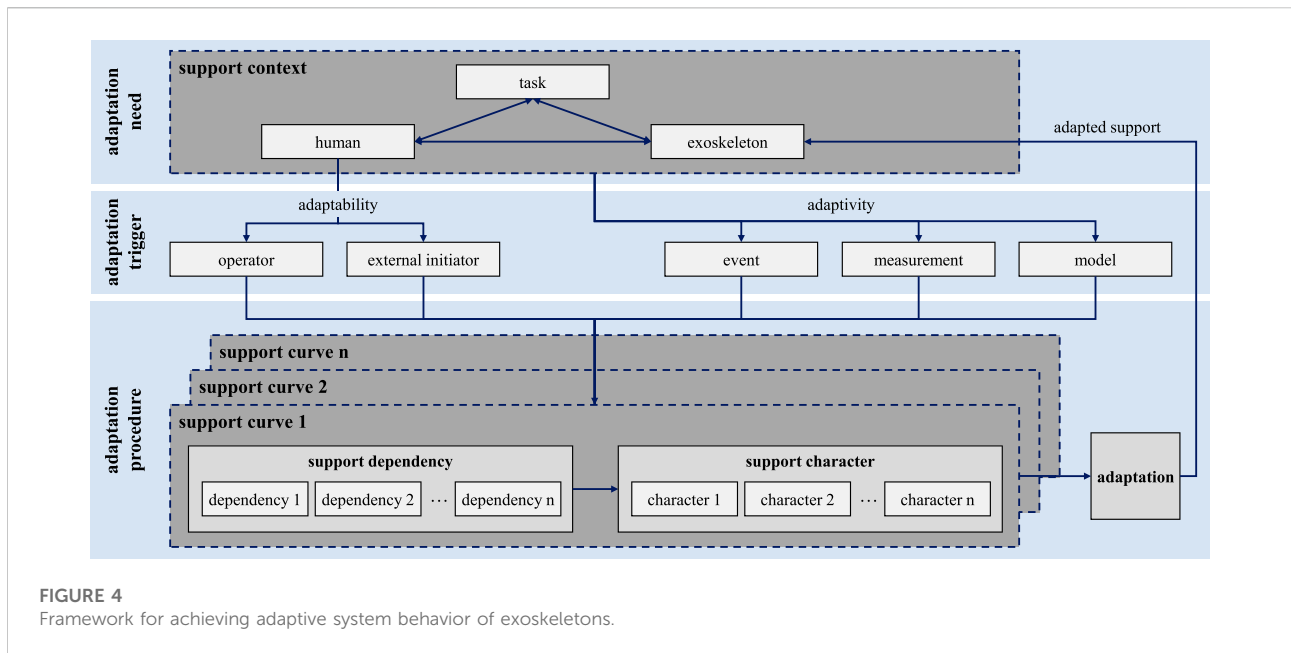 adaptation
need
support context
task
human
exoskeleton
adapted support
adaptation
trigger
adaptability
adaptivity
operator
external initiator
event
measurement
model
adaptation
procedure
support curve n
support curve 2
support curve 1
support dependency
dependency 1
dependency 2
...
dependency n
support character
character 1
character 2
...
character n
adaptation
FIGURE 4
Framework for achieving adaptive system behavior of exoskeletons.